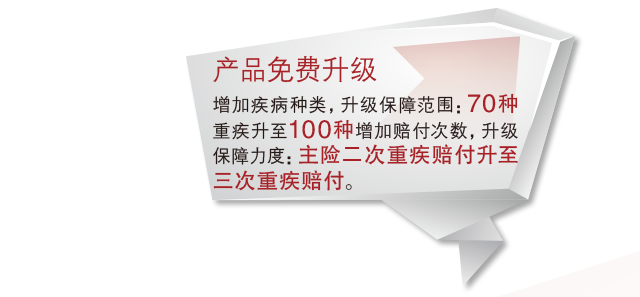 产品免费升级
增加疾病种类，升级保障范围：70种
重疾升至100种增加赔付次数，升级
保障力度：主险二次重疾赔付升至
三次重疾赔付。